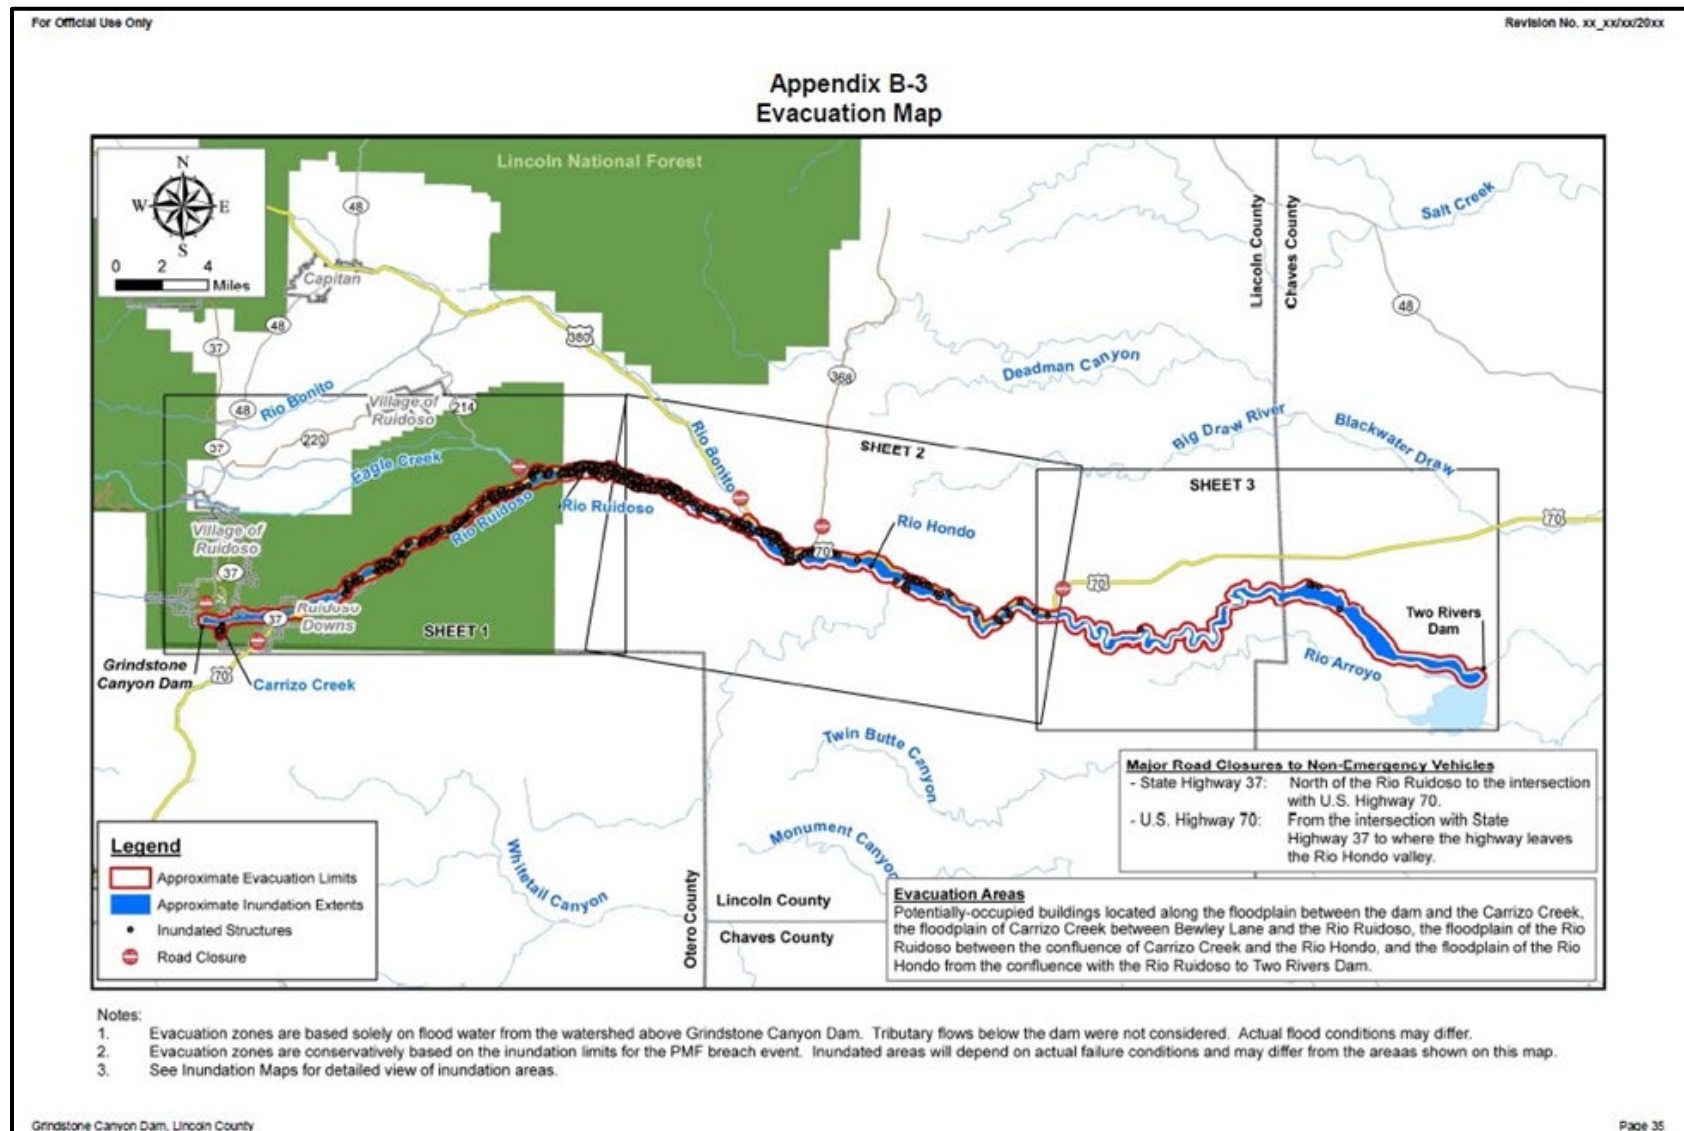 For Official Use Only
Revision No. xx_xx/xx/20xx
Appendix B-3
Evacuation Map
Lincoln National Forest
N
W
E
S
0 2 4
Miles
48
Capitan
Lincoln County
Chaves County
Salt Creek
48
48
37
380
368
Deadman Canyon
Rio Bonito
48
Village of
Ruidoso
214
Big Draw River
Blackwater Draw
37
220
Rio Bonito
SHEET 2
Eagle Creek
SHEET 3
Rio Ruidoso
Rio Ruidoso
Rio Hondo
70
Village of
Ruidoso
70
37
70
Ruidoso
Downs
37
SHEET 1
Two Rivers
Dam
Rio Arroyo
Grindstone
Canyon Dam
70
Carrizo Creek
Twin Butte Canyon
Monument Canyon
Whitetail Canyon
Otero County
Lincoln County
Chaves County
Major Road Closures to Non-Emergency Vehicles
- State Highway 37: North of the Rio Ruidoso to the intersection
with U.S. Highway 70.
- U.S. Highway 70: From the intersection with State
Highway 37 to where the highway leaves
the Rio Hondo valley.
Legend
Approximate Evacuation Limits
Approximate Inundation Extents
Inundated Structures
Road Closure
Evacuation Areas
Potentially-occupied buildings located along the floodplain between the dam and the Carrizo Creek,
the floodplain of Carrizo Creek between Bewley Lane and the Rio Ruidoso, the floodplain of the Rio
Ruidoso between the confluence of Carrizo Creek and the Rio Hondo, and the floodplain of the Rio
Hondo from the confluence with the Rio Ruidoso to Two Rivers Dam.
Notes:
1. Evacuation zones are based solely on flood water from the watershed above Grindstone Canyon Dam. Tributary flows below the dam were not considered. Actual flood conditions may differ.
2. Evacuation zones are conservatively based on the inundation limits for the PMF breach event. Inundated areas will depend on actual failure conditions and may differ from the areaas shown on this map.
3. See Inundation Maps for detailed view of inundation areas.
Grindstone Canyon Dam, Lincoln County
Page 35